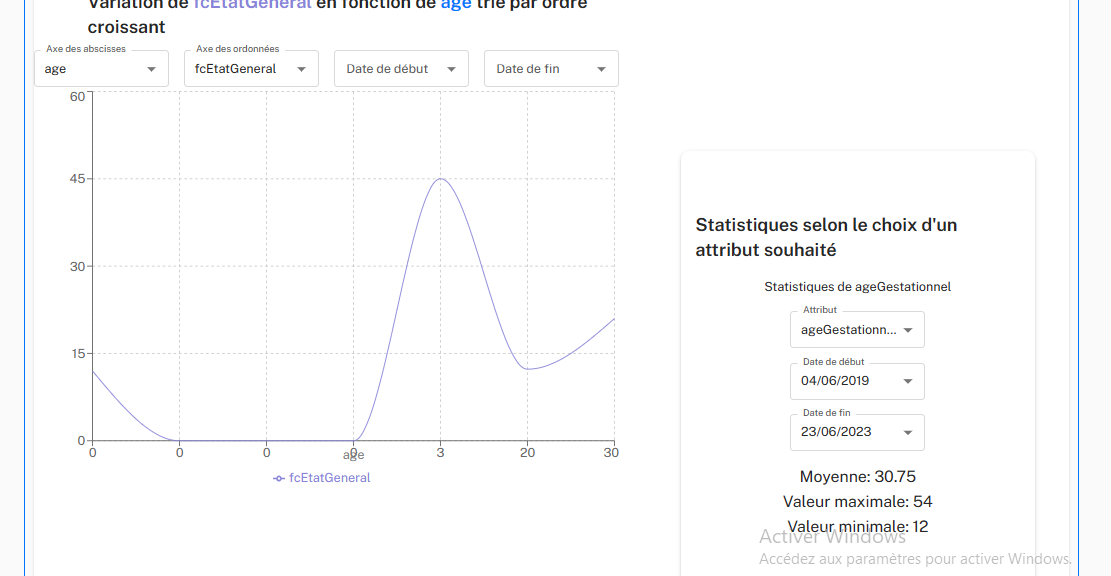 Variation de fcEtatGeneral en fonction de age trié par ordre
croissant
Axe des abscisses
age
Axe des ordonnées
fcEtatGeneral
Date de début
Date de fin
60
45
30
15
0
0
0
0
0
3
20
30
age
fcEtatGeneral
Statistiques selon le choix d'un
attribut souhaité
Statistiques de ageGestationnel
Attribut
ageGestationn...
Date de début
04/06/2019
Date de fin
23/06/2023
Moyenne: 30.75
Valeur maximale: 54
Valeur minimale: 12
Activer Windows
Accédez aux paramètres pour activer Windows.